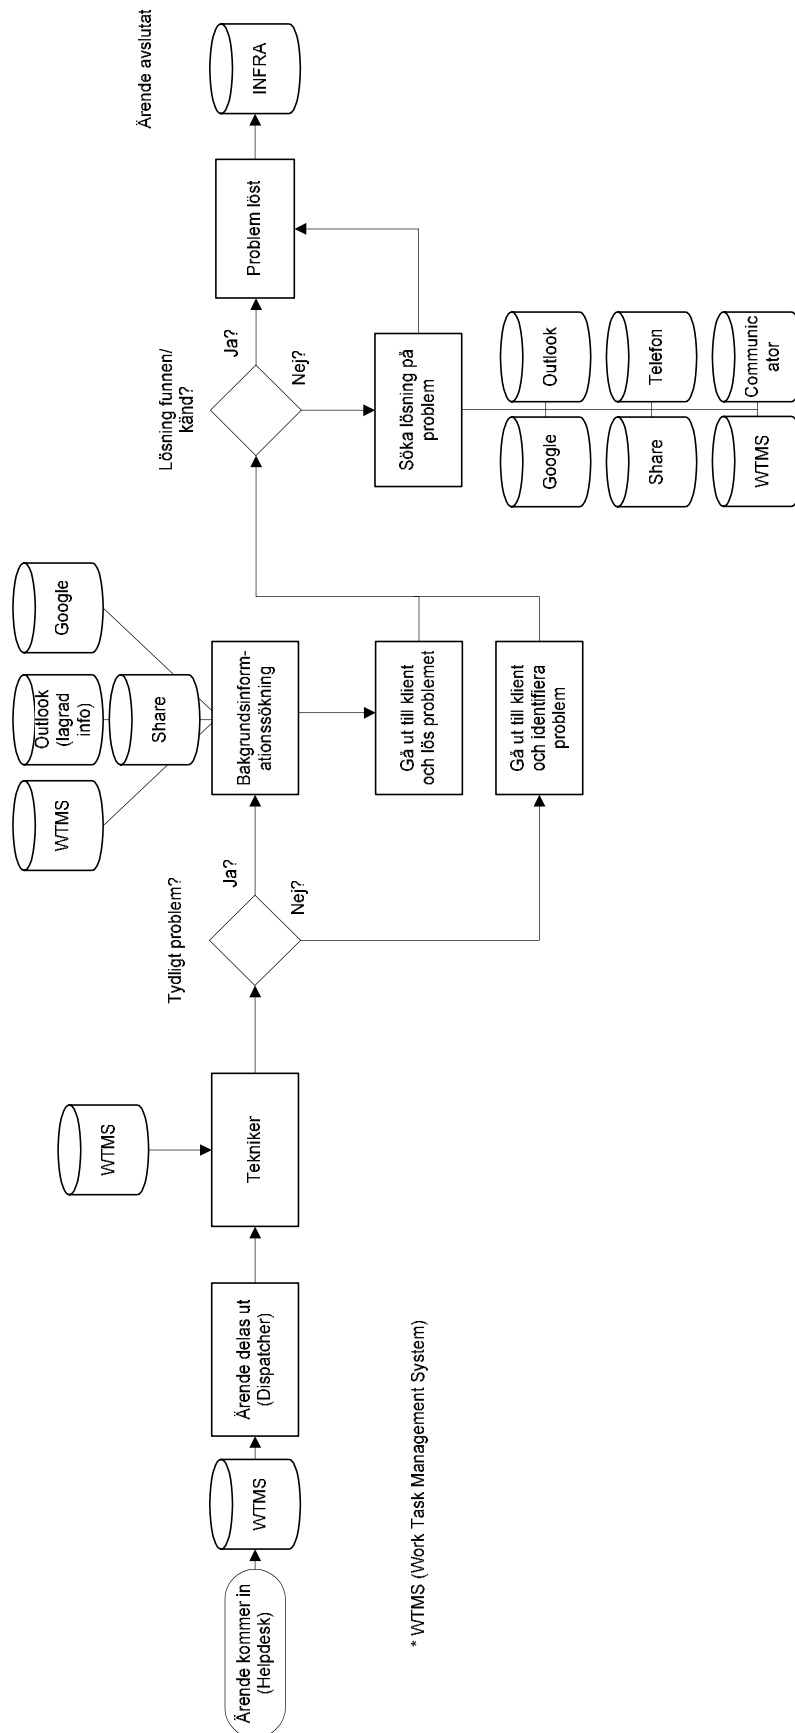 Ärende kommer in
(Helpdesk)
WTMS
Ärende delas ut
(Dispatcher)
WTMS
Tekniker
Tydligt problem?
Ja?
Nej?
WTMS
Outlook
(lagrad
info)
Google
Share
Bakgrundsinform-
ationssökning
Gå ut till klient
och lös problemet
Gå ut till klient
och identifiera
problem
Lösning funnen/
känd?
Ja?
Nej?
Söka lösning på
problem
Google
Outlook
Share
Telefon
WTMS
Communic
ator
Problem löst
INFRA
Ärende avslutat
* WTMS (Work Task Management System)